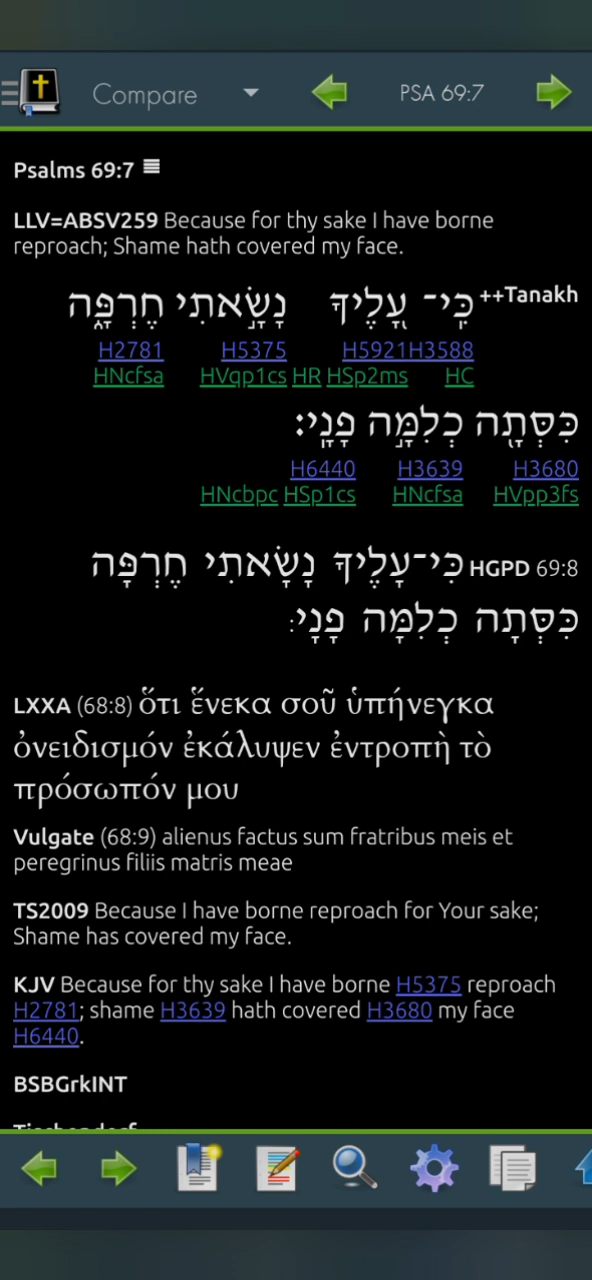 Compare
PSA 69:7
Psalms 69:7
LLV=ABSV259 Because for thy sake I have borne
reproach; Shame hath covered my face.
++Tanakh כִּֽי־ עָ֭לֶיךָ נָשָׂ֣אתִי חֶרְפָּ֑ה
H2781 H5375 H5921H3588
HNcfsa HVqp1cs HR HSp2ms HC
כִּסְּתָ֖ה כְלִמָּ֣ה פָנָֽי׃
H6440 H3639 H3680
HNcbpc HSp1cs HNcfsa HVpp3fs
HGPD 69:8 כִּי־עָלֶיךָ נָשָׂאתִי חֶרְפָּה
כִּסְּתָה כְלִמָּה פָנָי:
LXXA (68:8) ὅτι ἕνεκα σοῦ ὑπήνεγκα
ὀνειδισμόν ἐκάλυψεν ἐντροπὴ τὸ
πρόσωπόν μου
Vulgate (68:9) alienus factus sum fratribus meis et
peregrinus filiis matris meae
TS2009 Because I have borne reproach for Your sake;
Shame has covered my face.
KJV Because for thy sake I have borne H5375 reproach
H2781; shame H3639 hath covered H3680 my face
H6440.
BSBGrkINT